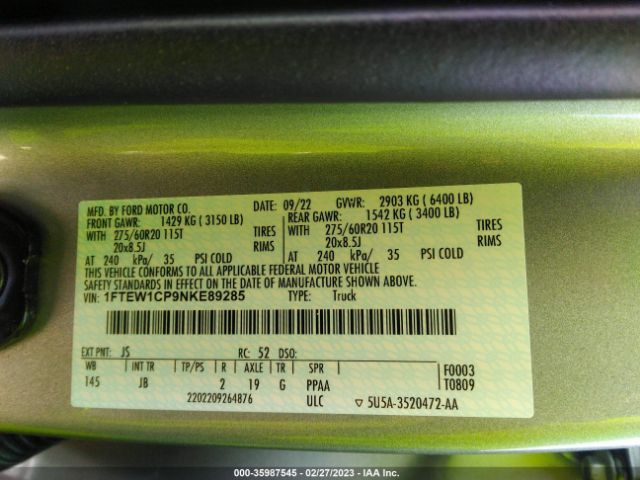 MFD. BY FORD MOTOR CO. DATE: 09/22 GVWR: 2903 KG ( 6400 LB)
FRONT GAWR: 1429 KG ( 3150 LB) REAR GAWR: 1542 KG ( 3400 LB)
WITH 275/60R20 115T TIRES WITH 275/60R20 115T TIRES
20x8.5J RIMS 20x8.5J RIMS
AT 240 kPa/ 35 PSI COLD AT 240 kPa/ 35 PSI COLD
THIS VEHICLE CONFORMS TO ALL APPLICABLE FEDERAL MOTOR VEHICLE
SAFETY STANDARDS IN EFFECT ON THE DATE OF MANUFACTURE SHOWN ABOVE.
VIN: 1FTEW1CP9NKE89285 TYPE: Truck
EXT PNT: JS RC: 52 DSO:
WB INT TR TP/PS R AXLE TR SPR F0003
145 JB 2 19 G PPAA T0809
2202209264876 ULC ▽ 5U5A-3520472-AA
000-35987545 - 02/27/2023 - IAA Inc.